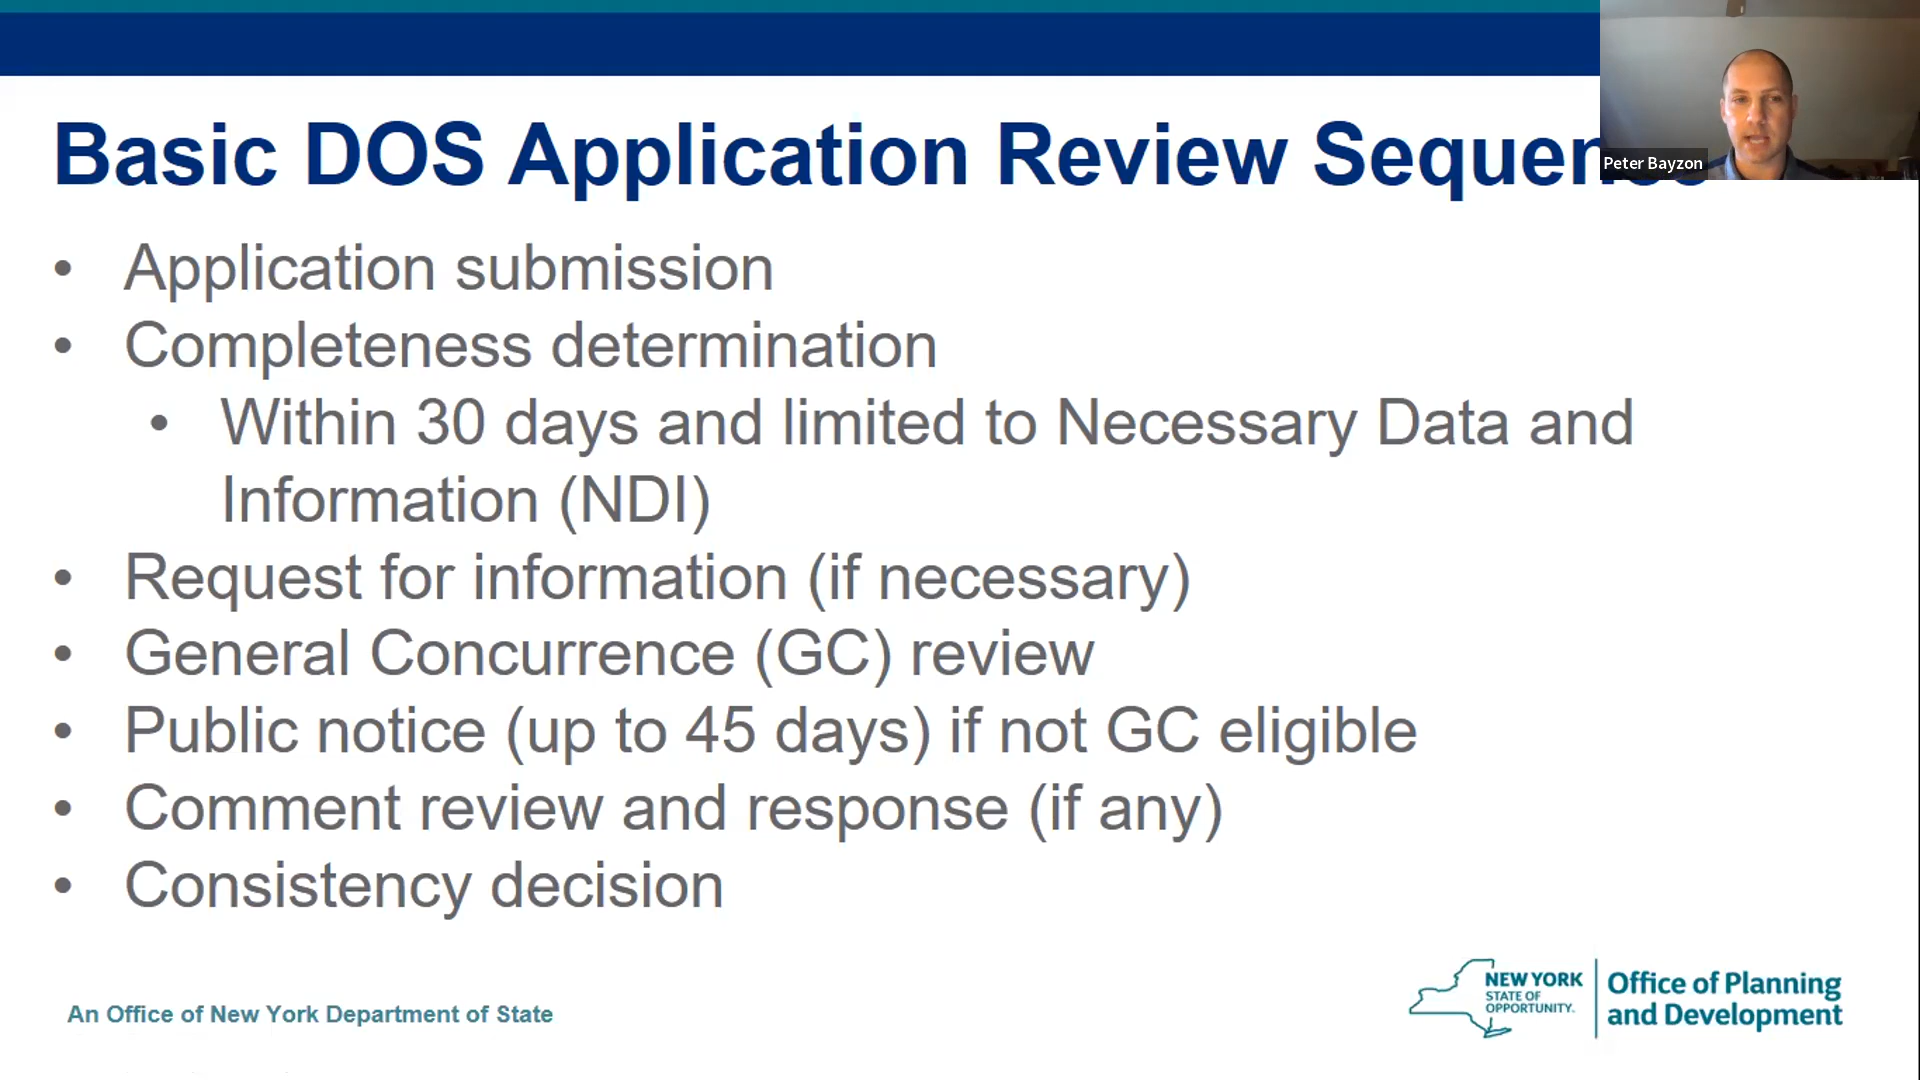 Basic DOS Application Review Sequence
Peter Bayzon
• Application submission
• Completeness determination
• Within 30 days and limited to Necessary Data and
Information (NDI)
• Request for information (if necessary)
• General Concurrence (GC) review
• Public notice (up to 45 days) if not GC eligible
• Comment review and response (if any)
• Consistency decision
An Office of New York Department of State
NEW YORK
STATE OF
OPPORTUNITY.
Office of Planning
and Development